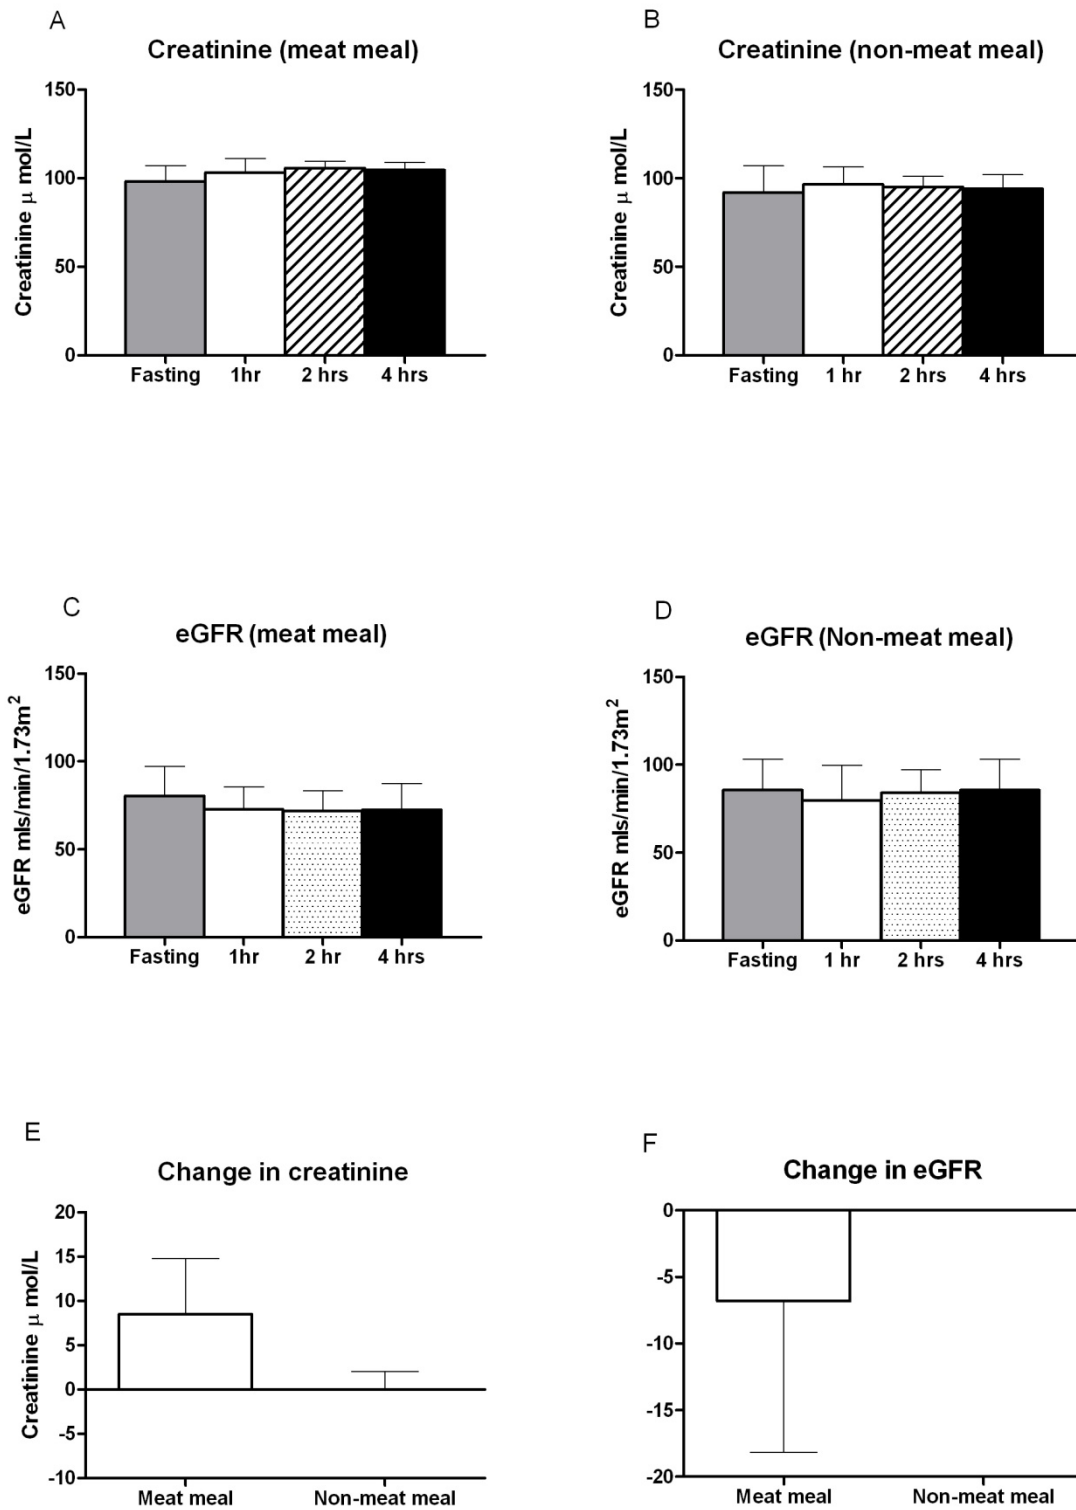 A
Creatinine (meat meal)
150
100
50
0
Creatinine μ mol/L
Fasting 1hr 2 hrs 4 hrs
B
Creatinine (non-meat meal)
150
100
50
0
Creatinine μ mol/L
Fasting 1 hr 2 hrs 4 hrs
C
eGFR (meat meal)
150
100
50
0
eGFR mls/min/1.73m²
Fasting 1hr 2 hr 4 hrs
D
eGFR (Non-meat meal)
150
100
50
0
eGFR mls/min/1.73m²
Fasting 1 hr 2 hrs 4 hrs
E
Change in creatinine
20
15
10
5
0
-5
-10
Creatinine μ mol/L
Meat meal Non-meat meal
F
Change in eGFR
0
-5
-10
-15
-20
Meat meal Non-meat meal